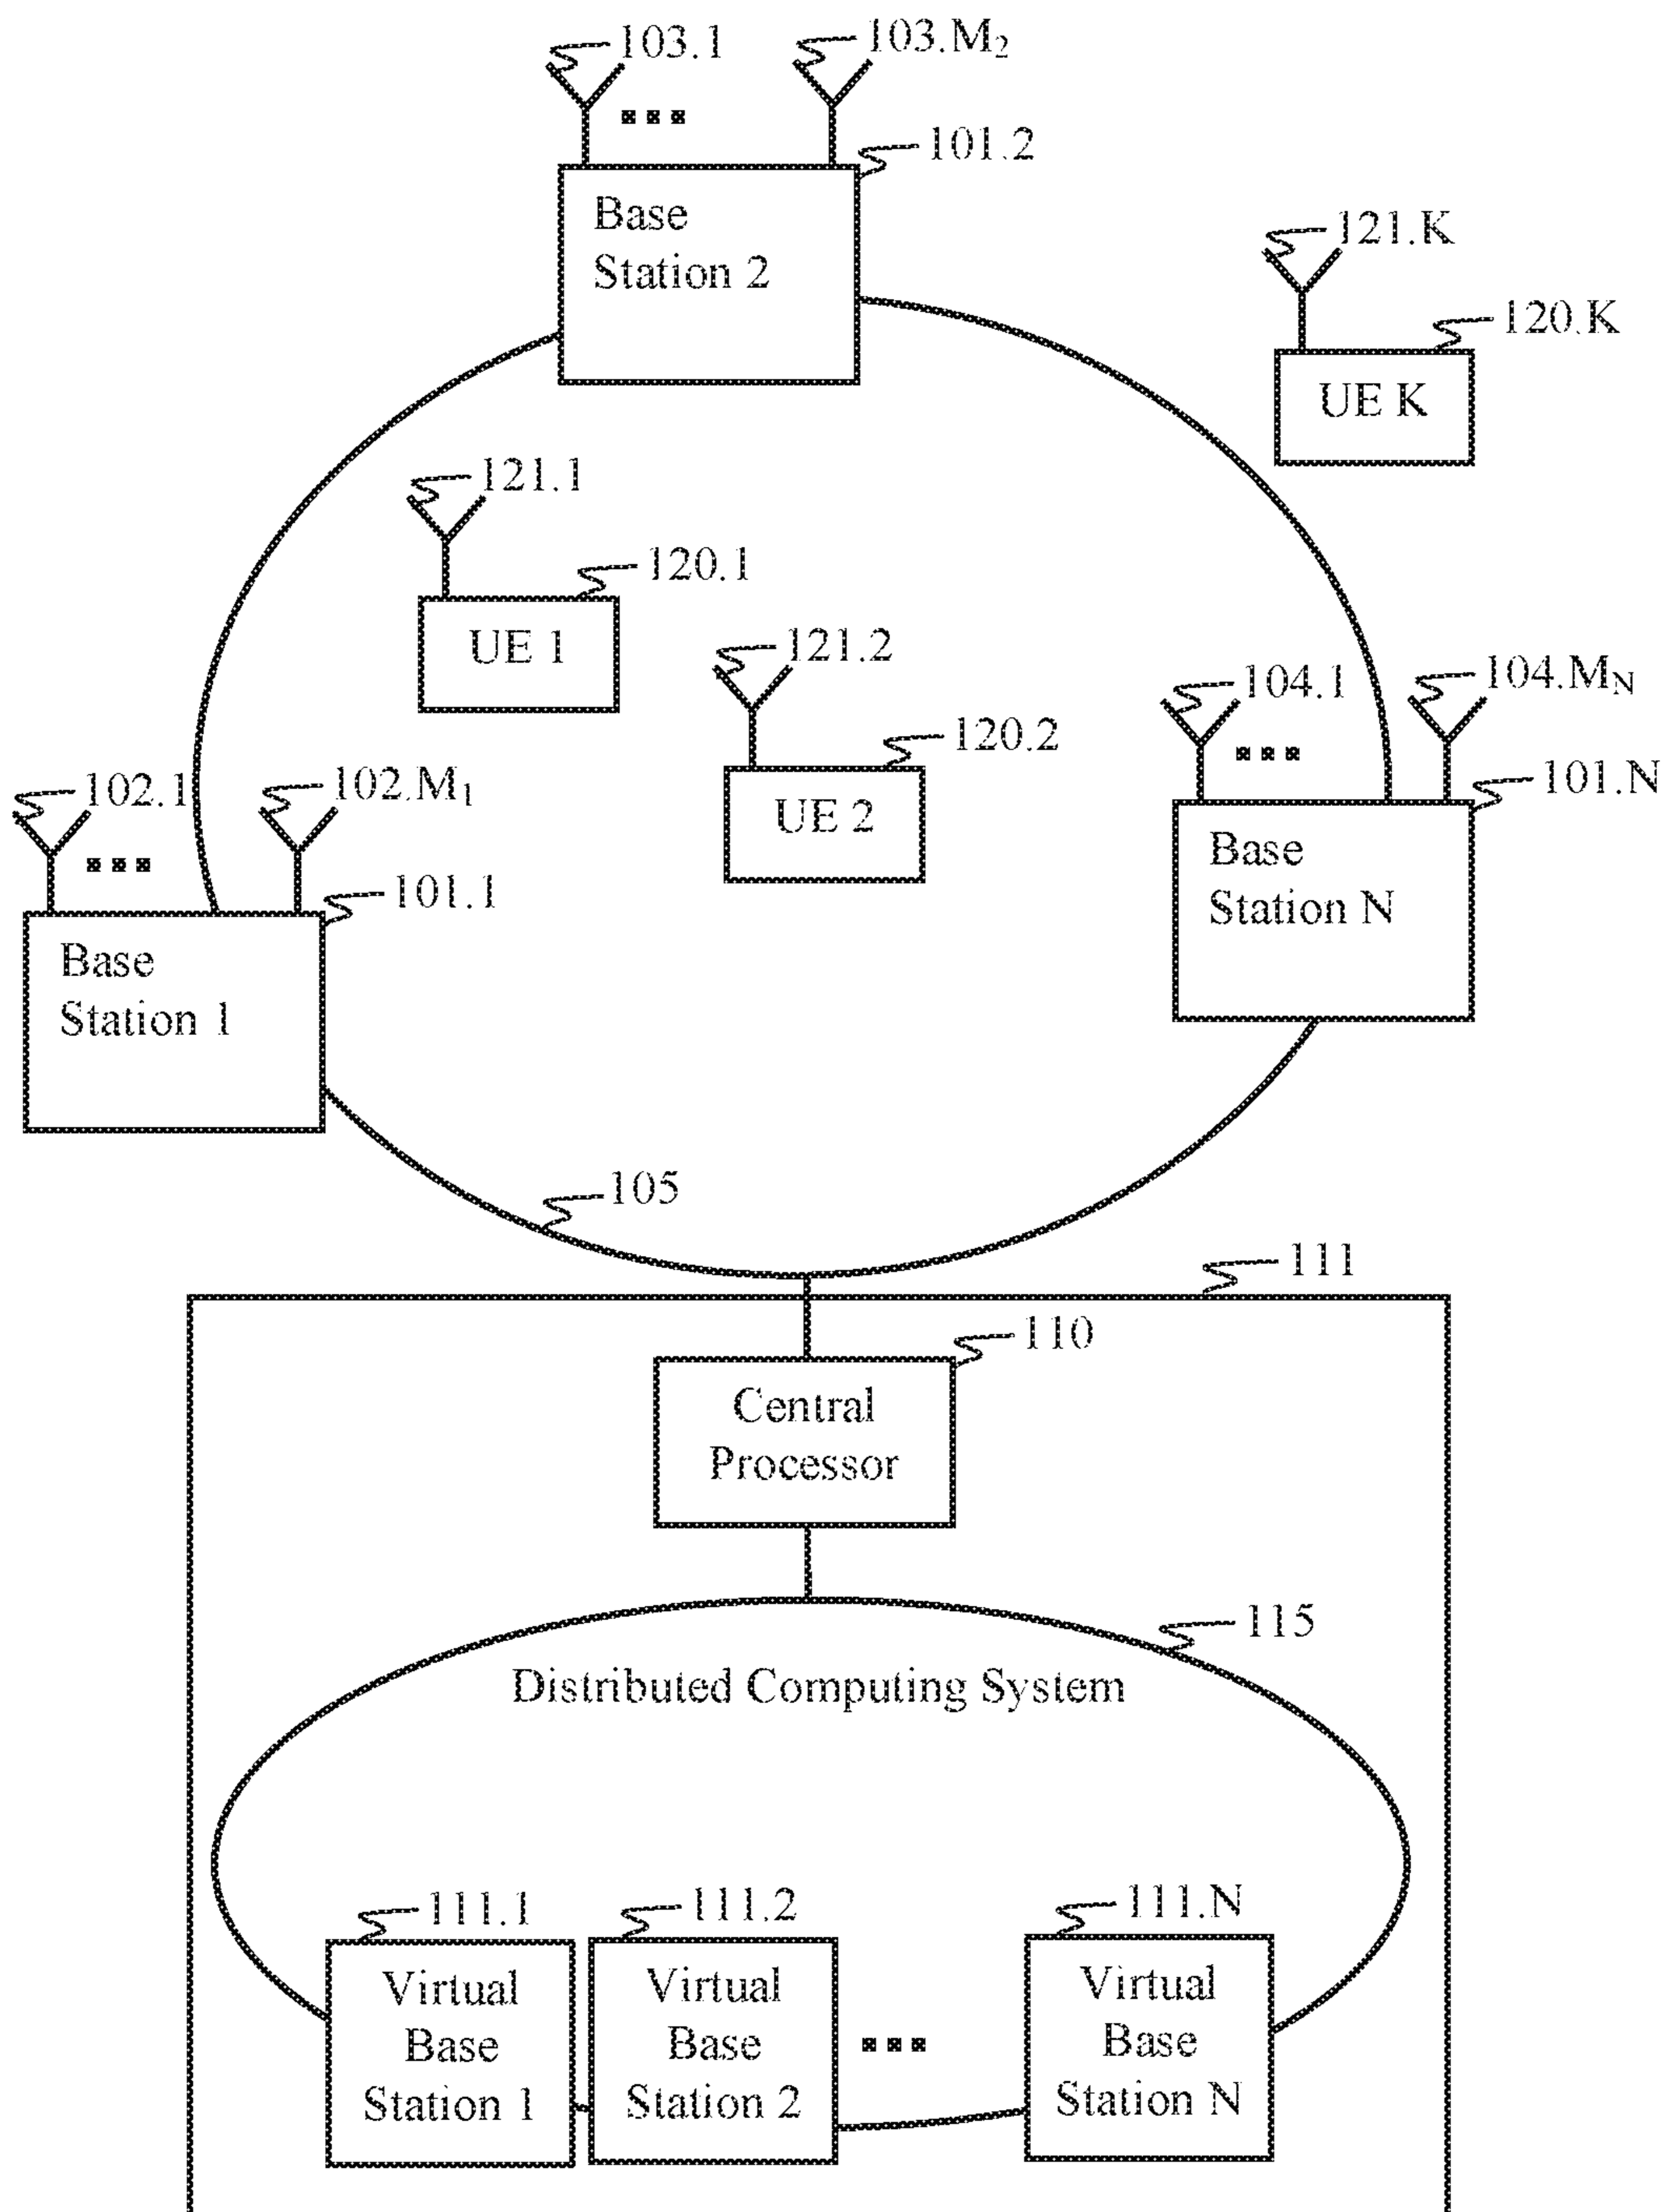 103.1
103.M₂
101.2
Base
Station 2
121.K
120.K
UE K
121.1
120.1
UE 1
121.2
120.2
UE 2
104.1
104.M_N
101.N
Base
Station N
102.1
102.M₁
101.1
Base
Station 1
105
111
110
Central
Processor
115
Distributed Computing System
111.1
Virtual
Base
Station 1
111.2
Virtual
Base
Station 2
111.N
Virtual
Base
Station N